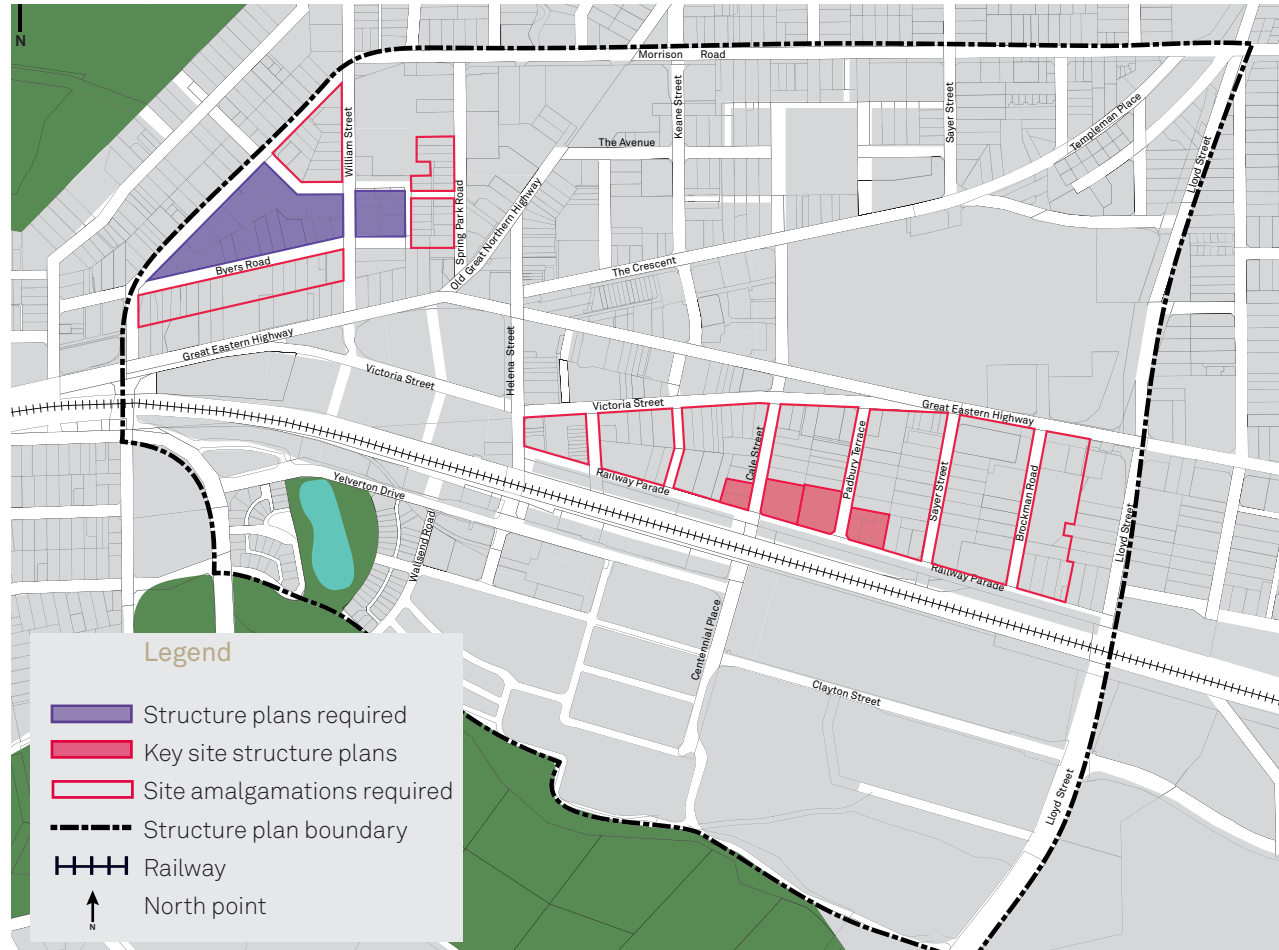 N
Morrison Road
William Street
Keane Street
Sayer Street
Templeman Place
The Avenue
Lloyd Street
Spring Park Road
Old Great Northern Highway
Byers Road
The Crescent
Great Eastern Highway
Victoria Street
Helena Street
Victoria Street
Great Eastern Highway
Cale Street
Padbury Terrace
Railway Parade
Sayer Street
Brockman Road
Lloyd Street
Yelverton Drive
Wallsend Road
Railway Parade
Centennial Place
Clayton Street
Lloyd Street
Legend
Structure plans required
Key site structure plans
Site amalgamations required
Structure plan boundary
Railway
North point
N